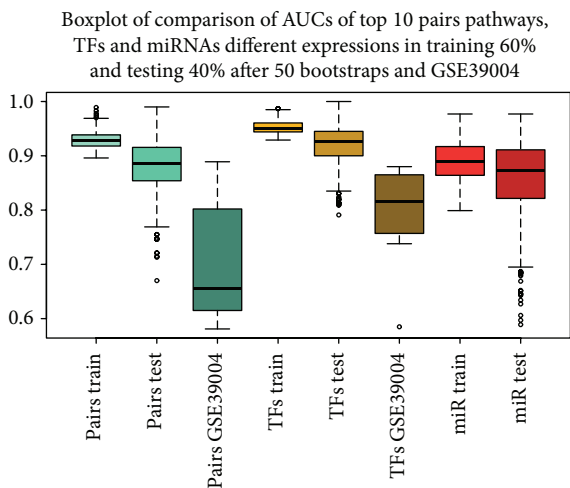 Boxplot of comparison of AUCs of top 10 pairs pathways,
TFs and miRNAs different expressions in training 60%
and testing 40% after 50 bootstraps and GSE39004
1.0
0.9
0.8
0.7
0.6
Pairs train
Pairs test
Pairs GSE39004
TFs train
TFs test
TFs GSE39004
miR train
miR test